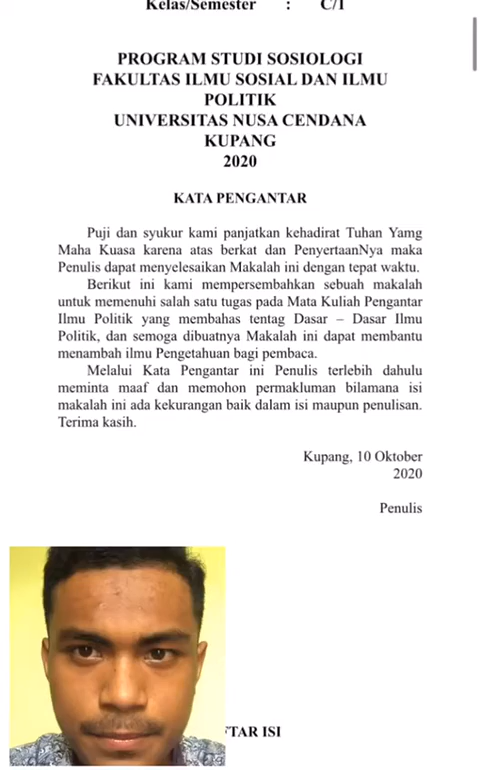 Kelas/Semester : C/1
PROGRAM STUDI SOSIOLOGI
FAKULTAS ILMU SOSIAL DAN ILMU
POLITIK
UNIVERSITAS NUSA CENDANA
KUPANG
2020
KATA PENGANTAR
Puji dan syukur kami panjatkan kehadirat Tuhan Yamg
Maha Kuasa karena atas berkat dan PenyertaanNya maka
Penulis dapat menyelesaikan Makalah ini dengan tepat waktu.
Berikut ini kami mempersembahkan sebuah makalah
untuk memenuhi salah satu tugas pada Mata Kuliah Pengantar
Ilmu Politik yang membahas tentag Dasar – Dasar Ilmu
Politik, dan semoga dibuatnya Makalah ini dapat membantu
menambah ilmu Pengetahuan bagi pembaca.
Melalui Kata Pengantar ini Penulis terlebih dahulu
meminta maaf dan memohon permakluman bilamana isi
makalah ini ada kekurangan baik dalam isi maupun penulisan.
Terima kasih.
Kupang, 10 Oktober
2020
Penulis
TAR ISI